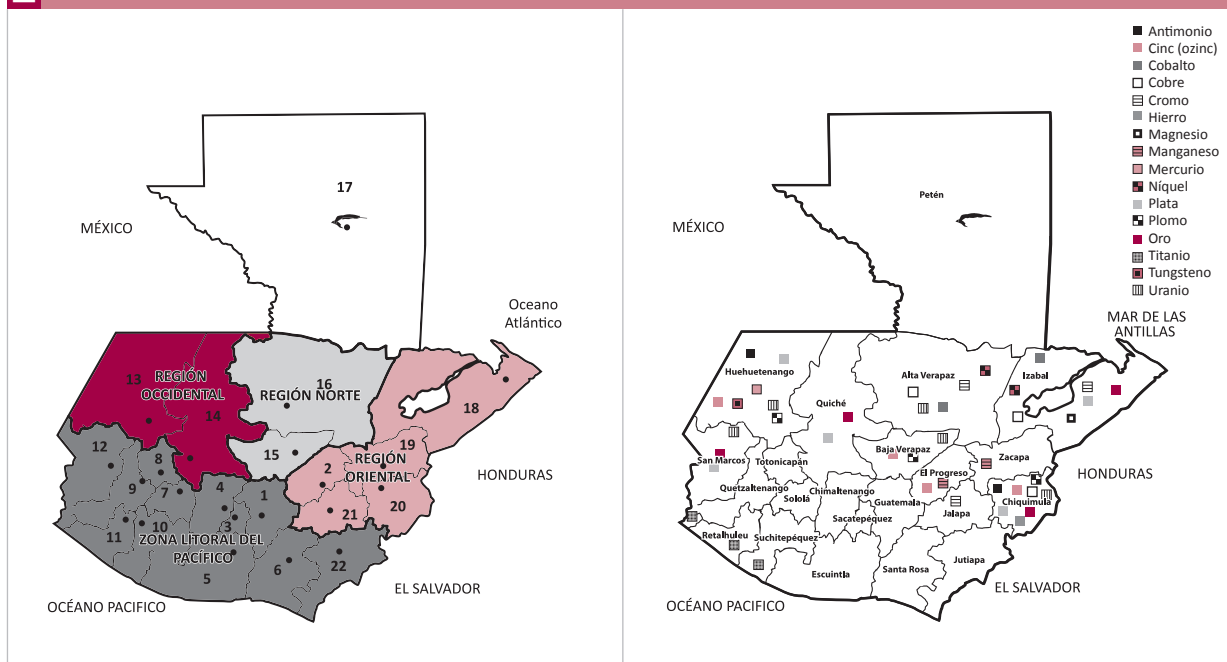 17
MÉXICO
Oceano
Atlántico
13
REGIÓN
OCCIDENTAL
14
16
REGIÓN NORTE
18
15
12
8
9
7
4
1
2
19
REGIÓN
ORIENTAL
HONDURAS
20
21
11
10
3
ZONA LITORAL DEL
PACÍFICO
5
6
22
EL SALVADOR
OCÉANO PACIFICO
Antimonio
Cinc (ozinc)
Cobalto
Cobre
Cromo
Hierro
Magnesio
Manganeso
Mercurio
Níquel
Plata
Plomo
Oro
Titanio
Tungsteno
Uranio
Petén
MÉXICO
MAR DE LAS
ANTILLAS
Huehuetenango
Alta Verapaz
Izabal
Quiché
San Marcos
Totonicapán
Baja Verapaz
Zacapa
El Progreso
HONDURAS
Quetzaltenango
Sololá
Chimaltenango
Guatemala
Chiquimula
Sacatepéquez
Jalapa
Retalhuleu
Suchitepéquez
Escuintla
Santa Rosa
Jutiapa
EL SALVADOR
OCÉANO PACIFICO